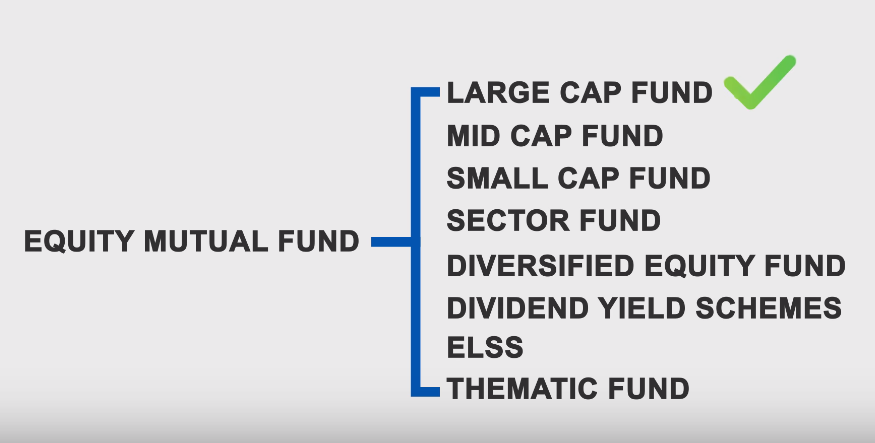 LARGE CAP FUND
MID CAP FUND
SMALL CAP FUND
SECTOR FUND
EQUITY MUTUAL FUND
DIVERSIFIED EQUITY FUND
DIVIDEND YIELD SCHEMES
ELSS
THEMATIC FUND